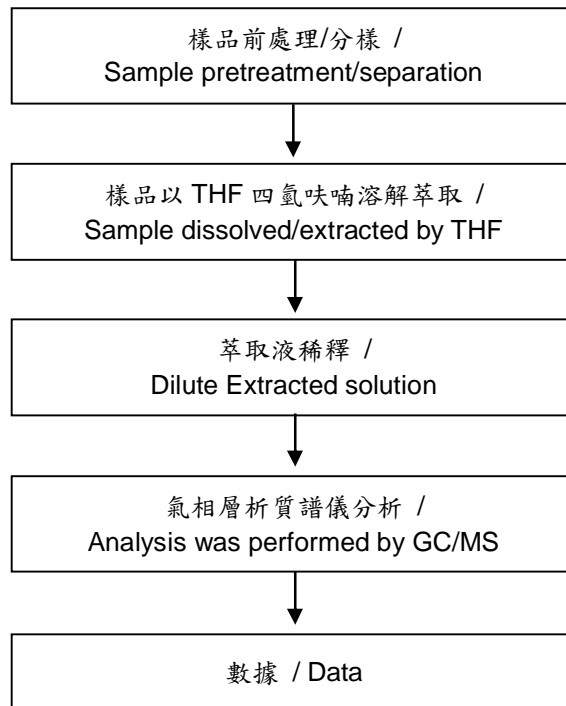 樣品前處理/分樣 /
Sample pretreatment/separation
樣品以 THF 四氫呋喃溶解萃取 /
Sample dissolved/extracted by THF
萃取液稀釋 /
Dilute Extracted solution
氣相層析質譜儀分析 /
Analysis was performed by GC/MS
數據 / Data